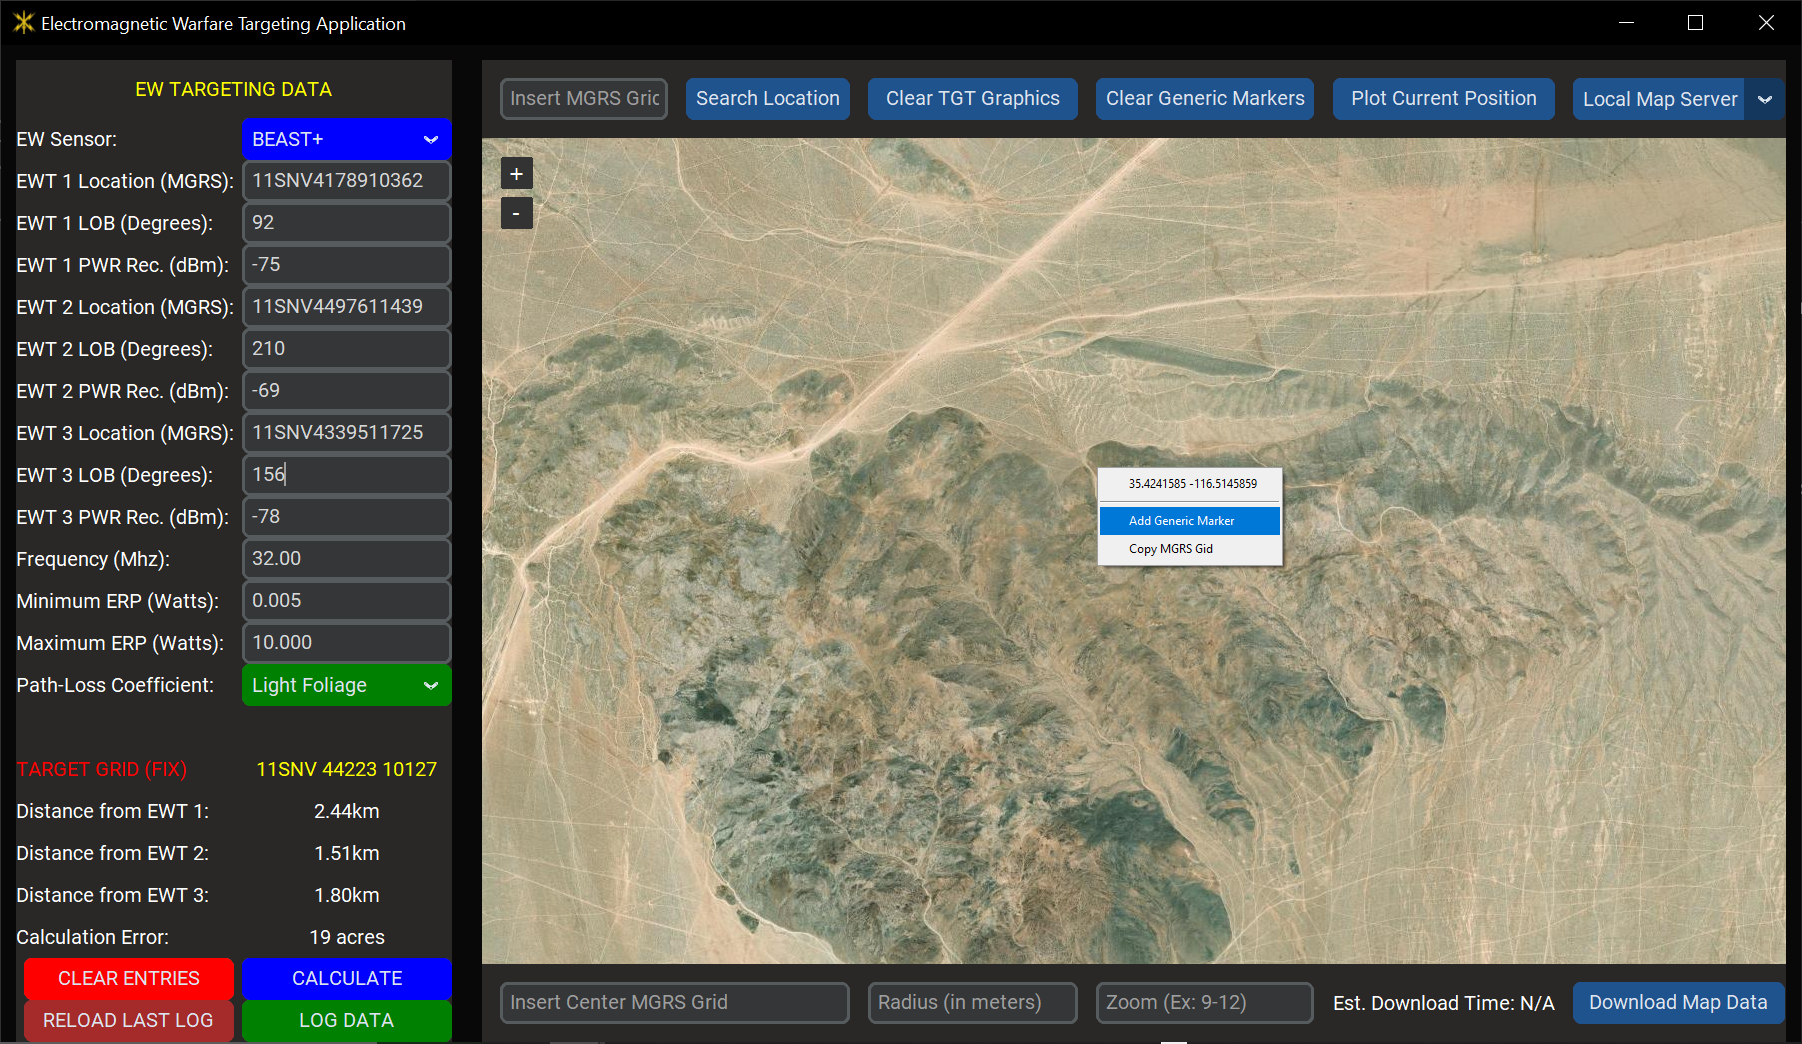 Electromagnetic Warfare Targeting Application
EW TARGETING DATA
EW Sensor: BEAST+
EWT 1 Location (MGRS): 11SNV4178910362
EWT 1 LOB (Degrees): 92
EWT 1 PWR Rec. (dBm): -75
EWT 2 Location (MGRS): 11SNV4497611439
EWT 2 LOB (Degrees): 210
EWT 2 PWR Rec. (dBm): -69
EWT 3 Location (MGRS): 11SNV4339511725
EWT 3 LOB (Degrees): 156
EWT 3 PWR Rec. (dBm): -78
Frequency (Mhz): 32.00
Minimum ERP (Watts): 0.005
Maximum ERP (Watts): 10.000
Path-Loss Coefficient: Light Foliage
TARGET GRID (FIX) 11SNV 44223 10127
Distance from EWT 1: 2.44km
Distance from EWT 2: 1.51km
Distance from EWT 3: 1.80km
Calculation Error: 19 acres
CLEAR ENTRIES CALCULATE
RELOAD LAST LOG LOG DATA
Insert MGRS Gric Search Location Clear TGT Graphics Clear Generic Markers Plot Current Position Local Map Server
+
-
35.4241585 -116.5145859
Add Generic Marker
Copy MGRS Gid
Insert Center MGRS Grid Radius (in meters) Zoom (Ex: 9-12) Est. Download Time: N/A Download Map Data